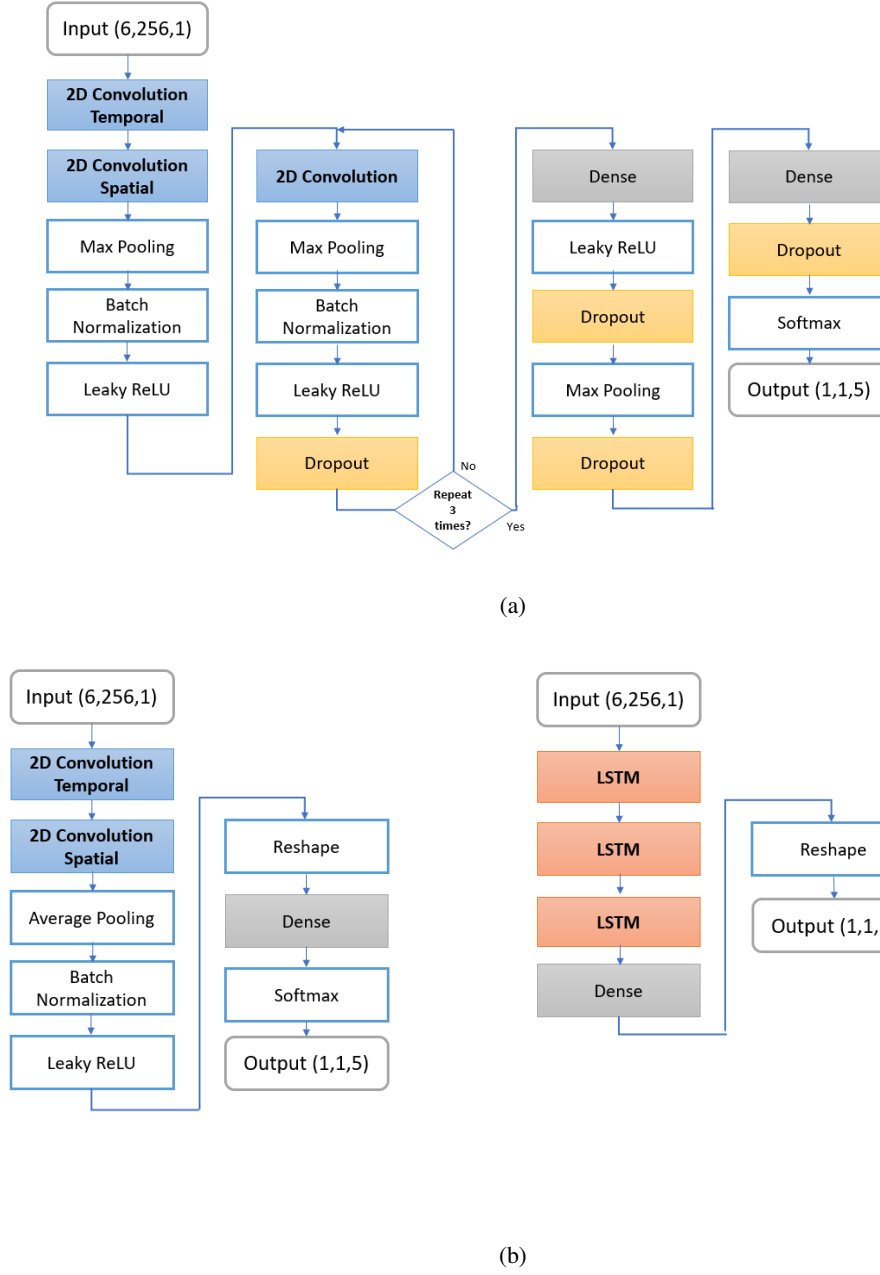 Input (6,256,1)
2D Convolution
Temporal
2D Convolution
Spatial
Max Pooling
Batch
Normalization
Leaky ReLU
2D Convolution
Max Pooling
Batch
Normalization
Leaky ReLU
Dropout
No
Repeat
3
times?
Yes
Dense
Leaky ReLU
Dropout
Max Pooling
Dropout
Dense
Dropout
Softmax
Output (1,1,5)
(a)
Input (6,256,1)
2D Convolution
Temporal
2D Convolution
Spatial
Average Pooling
Batch
Normalization
Leaky ReLU
Reshape
Dense
Softmax
Output (1,1,5)
Input (6,256,1)
LSTM
LSTM
LSTM
Dense
Reshape
Output (1,1,
(b)